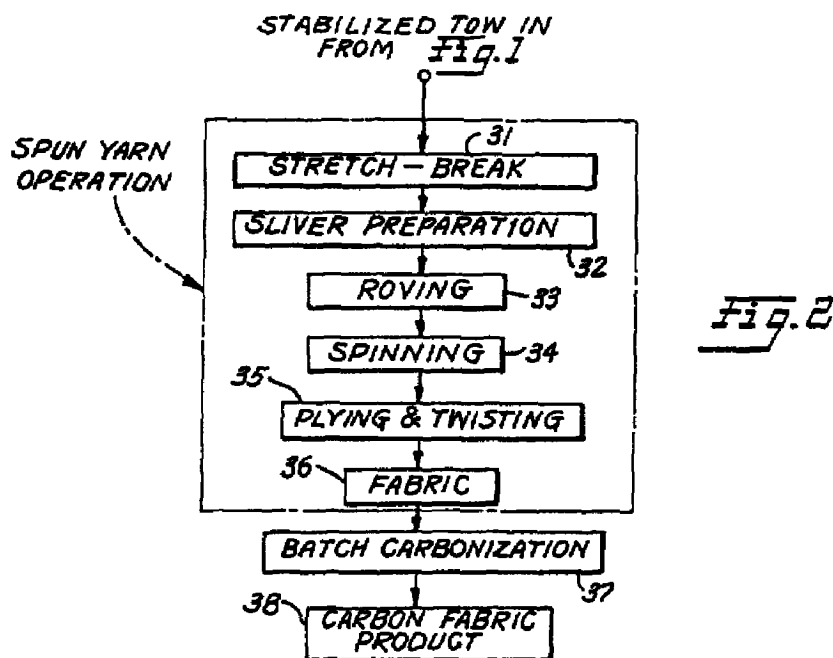 STABILIZED TOW IN
FROM Fig.1
SPUN YARN
OPERATION
31
STRETCH - BREAK
SLIVER PREPARATION
32
ROVING
33
SPINNING
34
35
PLYING & TWISTING
36
FABRIC
BATCH CARBONIZATION
37
38
CARBON FABRIC
PRODUCT
Fig.2